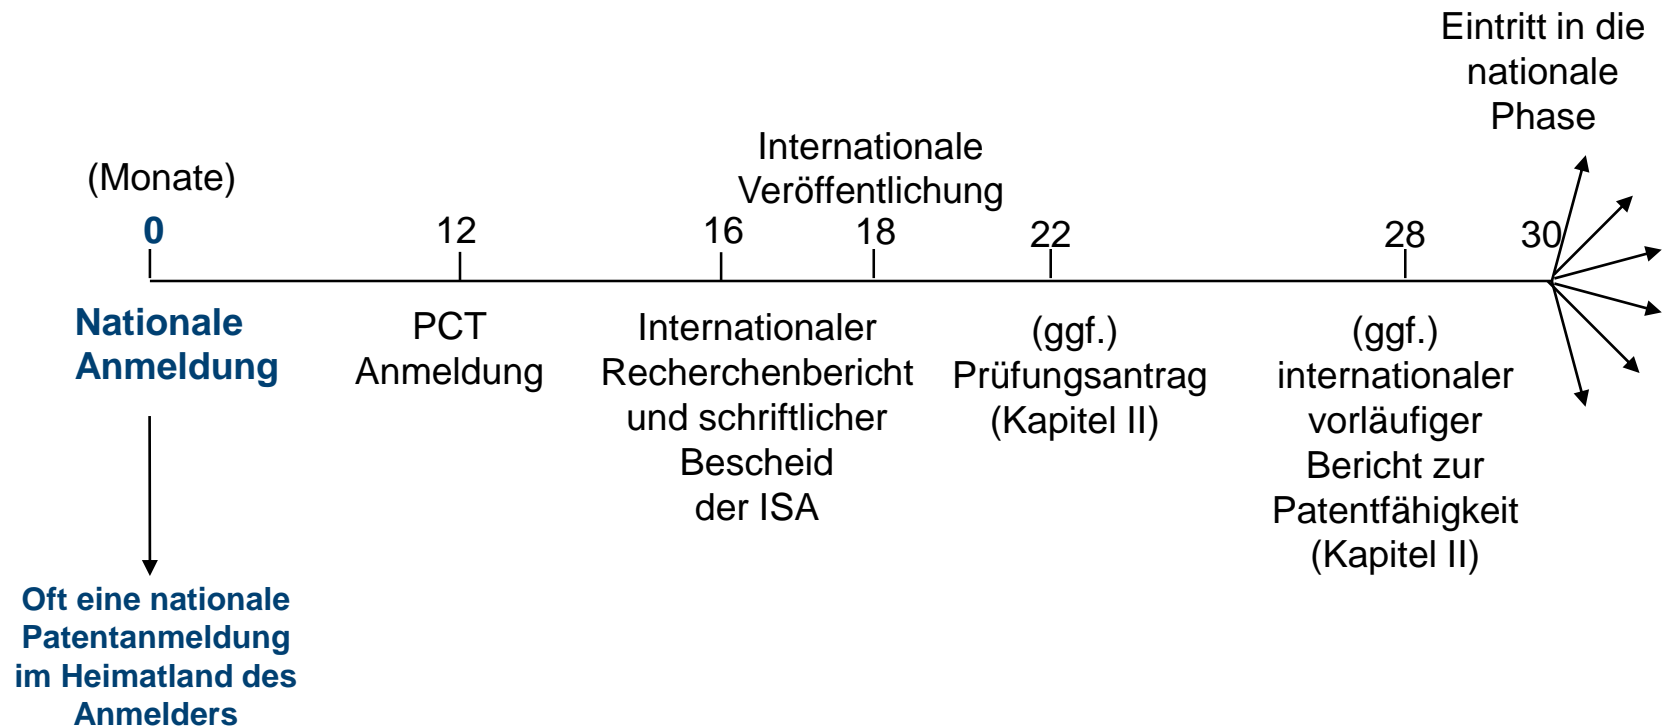 Eintritt in die
nationale
Phase
Internationale
Veröffentlichung
(Monate)
0
12
16
18
22
28
30
Nationale
Anmeldung
PCT
Anmeldung
Internationaler
Recherchenbericht
und schriftlicher
Bescheid
der ISA
(ggf.)
Prüfungsantrag
(Kapitel II)
(ggf.)
internationaler
vorläufiger
Bericht zur
Patentfähigkeit
(Kapitel II)
Oft eine nationale
Patentanmeldung
im Heimatland des
Anmelders